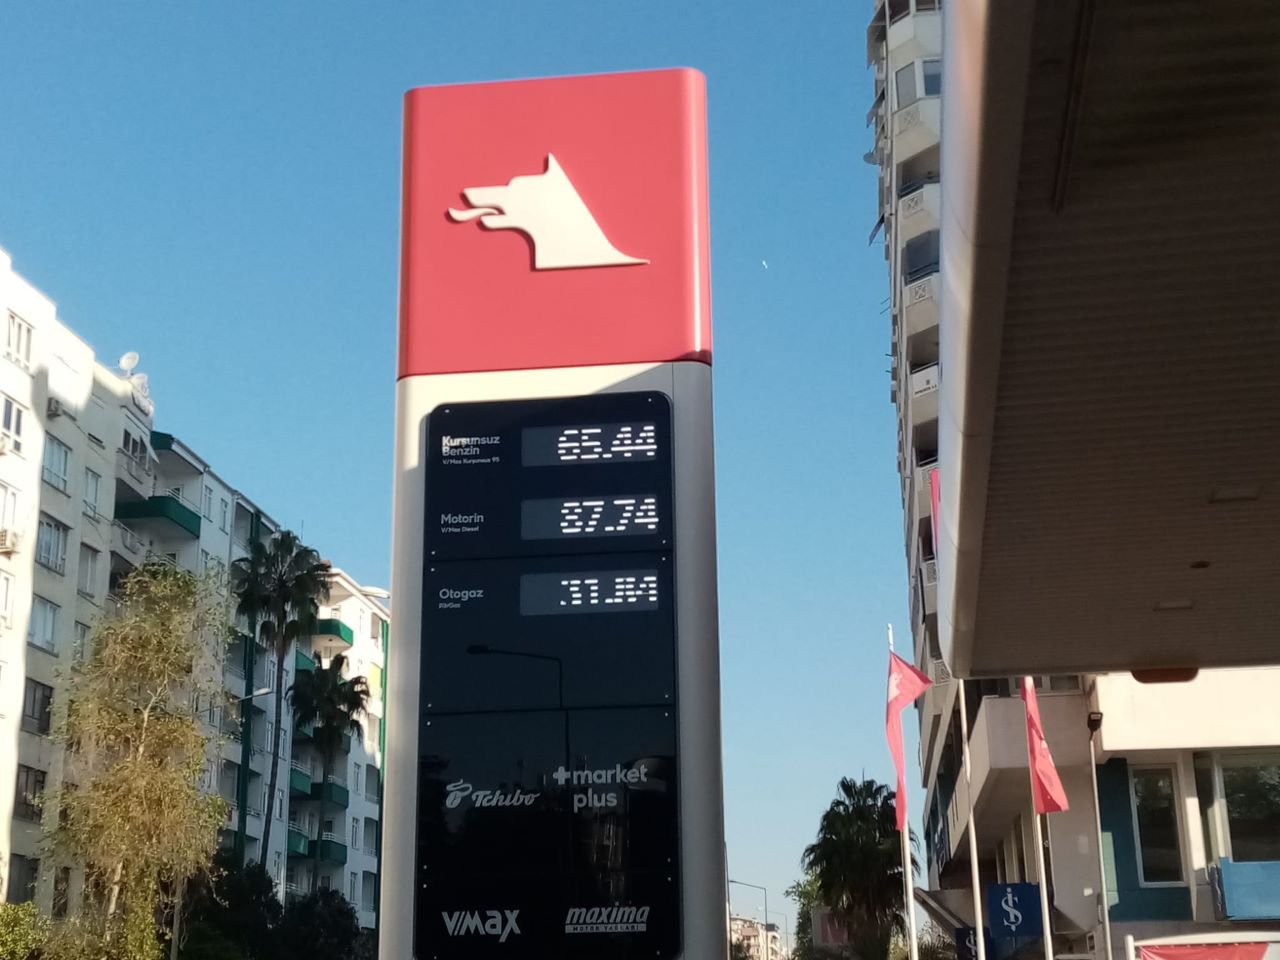 Kurşunsuz
Benzin
V/Max Kurşunsuz 95
65.44
Motorin
V/Max Diesel
87.74
Otogaz
Tchibo
+market
plus
V/MAX
maxima
MOTOR YAĞLARI
İŞ